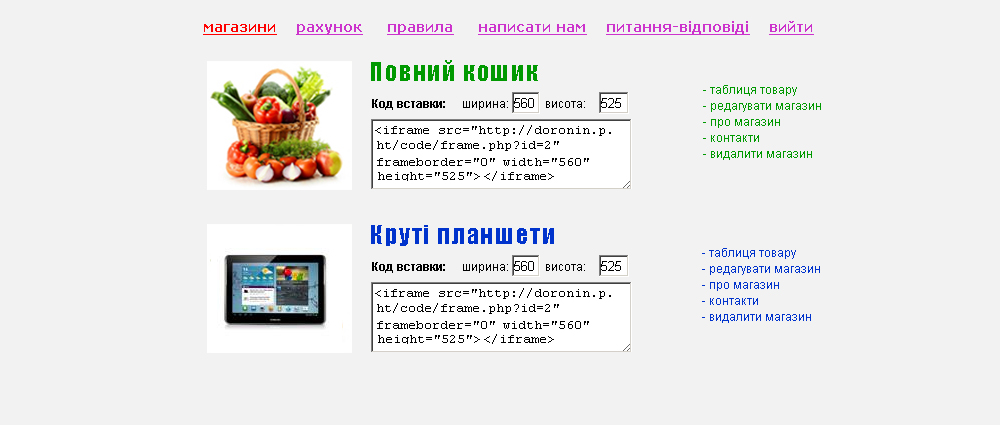 магазини рахунок правила написати нам питання-відповіді вийти
Повний кошик
Код вставки: ширина: 560 висота: 525
<iframe src="http://doronin.p.
ht/code/frame.php?id=2"
frameborder="0" width="560"
height="525"></iframe>
- таблиця товару
- редагувати магазин
- про магазин
- контакти
- видалити магазин
Круті планшети
Код вставки: ширина: 560 висота: 525
<iframe src="http://doronin.p.
ht/code/frame.php?id=2"
frameborder="0" width="560"
height="525"></iframe>
- таблиця товару
- редагувати магазин
- про магазин
- контакти
- видалити магазин